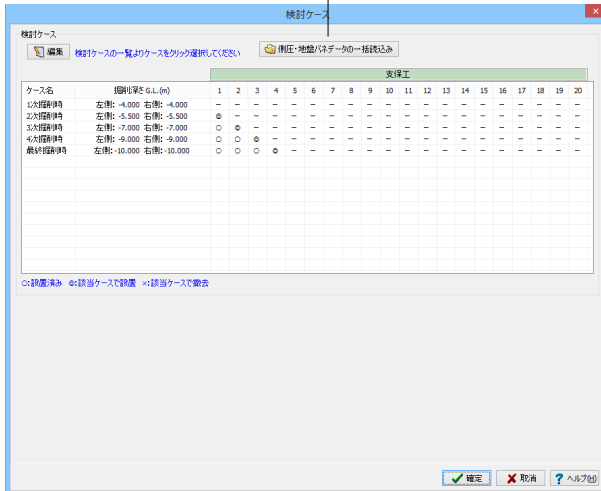 検討ケース
検討ケース
編集 検討ケースの一覧よりケースをクリック選択してください 側圧・地盤バネデータの一括読込み
支保工
ケース名 掘削深さ G.L.(m) 1 2 3 4 5 6 7 8 9 10 11 12 13 14 15 16 17 18 19 20
1次掘削時 左側: -4.000 右側: -4.000 － － － － － － － － － － － － － － － － － － － －
2次掘削時 左側: -5.500 右側: -5.500 ◎ － － － － － － － － － － － － － － － － － － －
3次掘削時 左側: -7.000 右側: -7.000 ○ ◎ － － － － － － － － － － － － － － － － － －
4次掘削時 左側: -9.000 右側: -9.000 ○ ○ ◎ － － － － － － － － － － － － － － － － －
最終掘削時 左側: -10.000 右側: -10.000 ○ ○ ○ ◎ － － － － － － － － － － － － － － － －
○:設置済み ◎:該当ケースで設置 ×:該当ケースで撤去
確定 取消 ? ヘルプ(H)